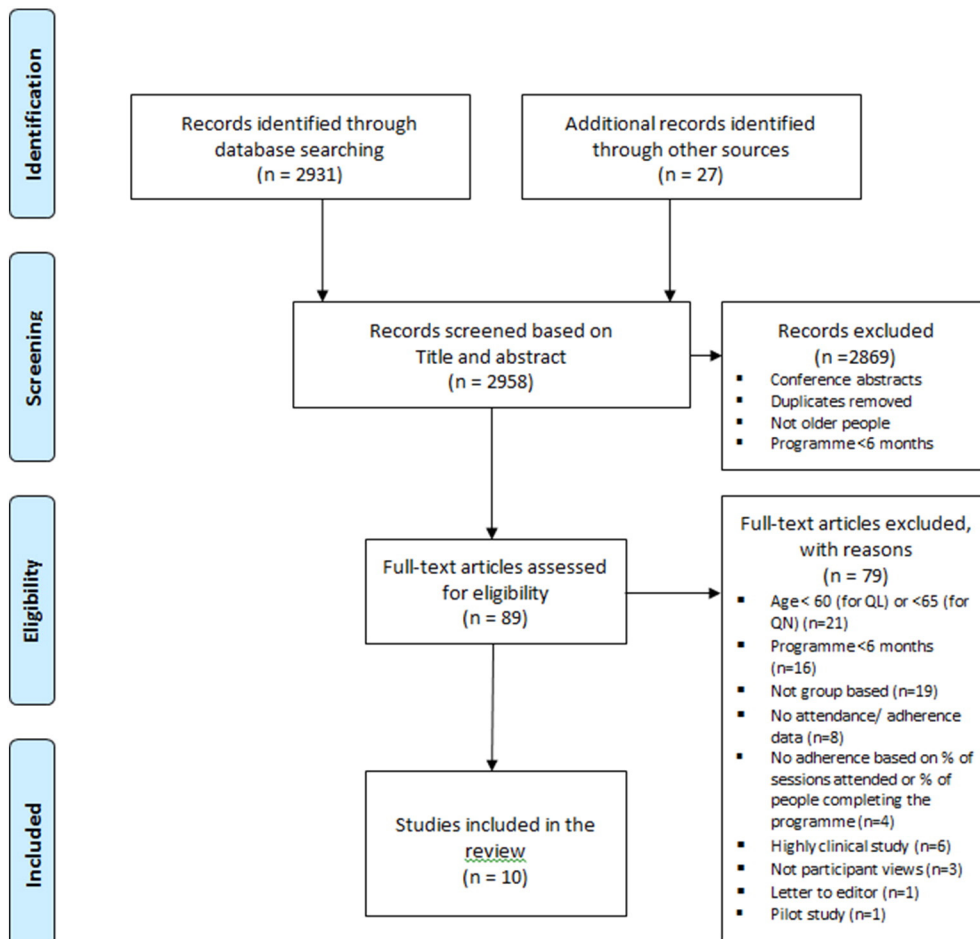 Identification
Records identified through
database searching
(n = 2931)
Additional records identified
through other sources
(n = 27)
Screening
Records screened based on
Title and abstract
(n = 2958)
Records excluded
(n =2869)
▪ Conference abstracts
▪ Duplicates removed
▪ Not older people
▪ Programme <6 months
Eligibility
Full-text articles assessed
for eligibility
(n = 89)
Full-text articles excluded,
with reasons
(n = 79)
▪ Age< 60 (for QL) or <65 (for
QN) (n=21)
▪ Programme <6 months
(n=16)
▪ Not group based (n=19)
▪ No attendance/ adherence
data (n=8)
▪ No adherence based on % of
sessions attended or % of
people completing the
programme (n=4)
▪ Highly clinical study (n=6)
▪ Not participant views (n=3)
▪ Letter to editor (n=1)
▪ Pilot study (n=1)
Included
Studies included in the
review
(n = 10)